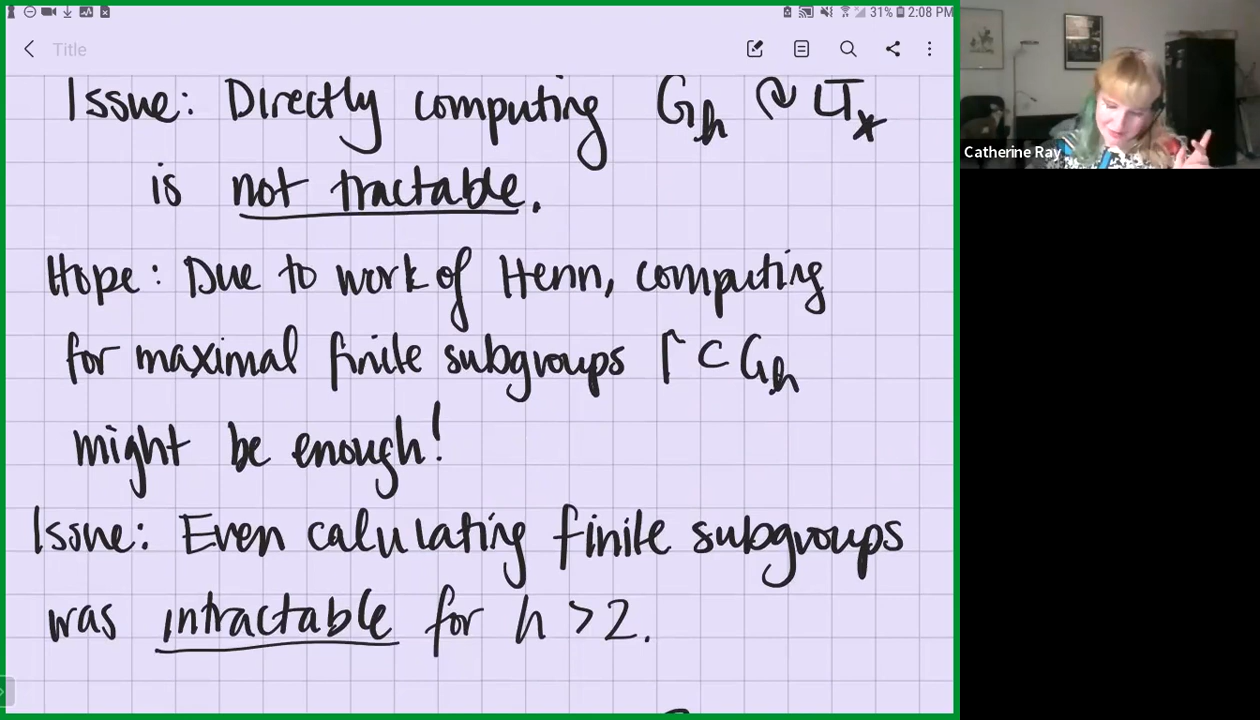 31% 2:08 PM
Title
Issue: Directly computing G_h ↷ LT_*
is not tractable.
Catherine Ray
Hope: Due to work of Henn, computing
for maximal finite subgroups Γ ⊂ G_h
might be enough!
Issue: Even calulating finite subgroups
was intractable for h > 2.